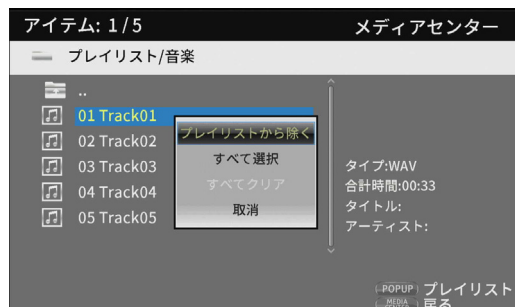 アイテム: 1/5
メディアセンター
プレイリスト/音楽
..
01 Track01
02 Track02
03 Track03
04 Track04
05 Track05
プレイリストから除く
すべて選択
すべてクリア
取消
タイプ:WAV
合計時間:00:33
タイトル:
アーティスト:
POPUP プレイリスト
MEDIA 戻る